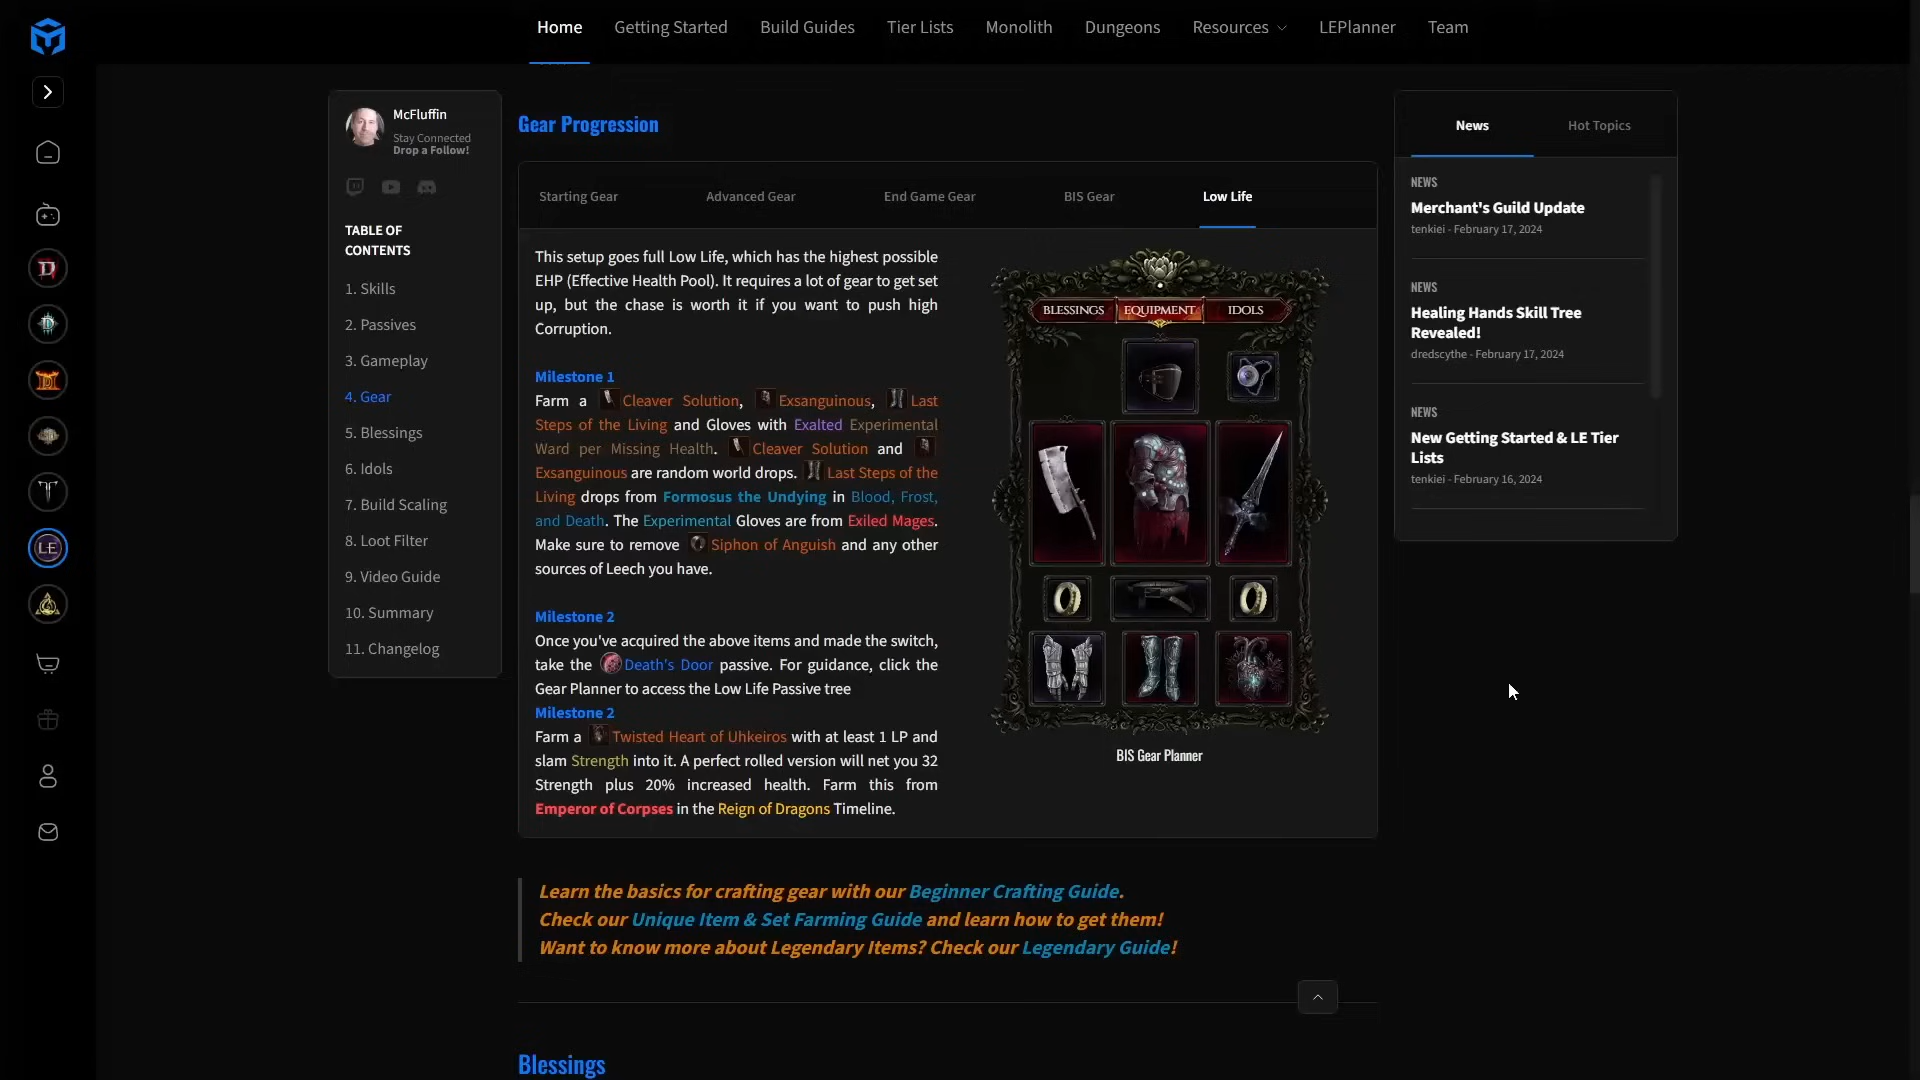 Home Getting Started Build Guides Tier Lists Monolith Dungeons Resources LEPlanner Team
McFluffin
Stay Connected
Drop a Follow!
TABLE OF
CONTENTS
1. Skills
2. Passives
3. Gameplay
4. Gear
5. Blessings
6. Idols
7. Build Scaling
8. Loot Filter
9. Video Guide
10. Summary
11. Changelog
LE
Gear Progression
Starting Gear Advanced Gear End Game Gear BIS Gear Low Life
This setup goes full Low Life, which has the highest possible
EHP (Effective Health Pool). It requires a lot of gear to get set
up, but the chase is worth it if you want to push high
Corruption.
Milestone 1
Farm a Cleaver Solution, Exsanguinous, Last
Steps of the Living and Gloves with Exalted Experimental
Ward per Missing Health. Cleaver Solution and
Exsanguinous are random world drops. Last Steps of the
Living drops from Formosus the Undying in Blood, Frost,
and Death. The Experimental Gloves are from Exiled Mages.
Make sure to remove Siphon of Anguish and any other
sources of Leech you have.
Milestone 2
Once you've acquired the above items and made the switch,
take the Death's Door passive. For guidance, click the
Gear Planner to access the Low Life Passive tree
Milestone 2
Farm a Twisted Heart of Uhkeiros with at least 1 LP and
slam Strength into it. A perfect rolled version will net you 32
Strength plus 20% increased health. Farm this from
Emperor of Corpses in the Reign of Dragons Timeline.
BLESSINGS EQUIPMENT IDOLS
BIS Gear Planner
Learn the basics for crafting gear with our Beginner Crafting Guide.
Check our Unique Item & Set Farming Guide and learn how to get them!
Want to know more about Legendary Items? Check our Legendary Guide!
Blessings
News Hot Topics
NEWS
Merchant's Guild Update
tenkiei - February 17, 2024
NEWS
Healing Hands Skill Tree
Revealed!
dredscythe - February 17, 2024
NEWS
New Getting Started & LE Tier
Lists
tenkiei - February 16, 2024